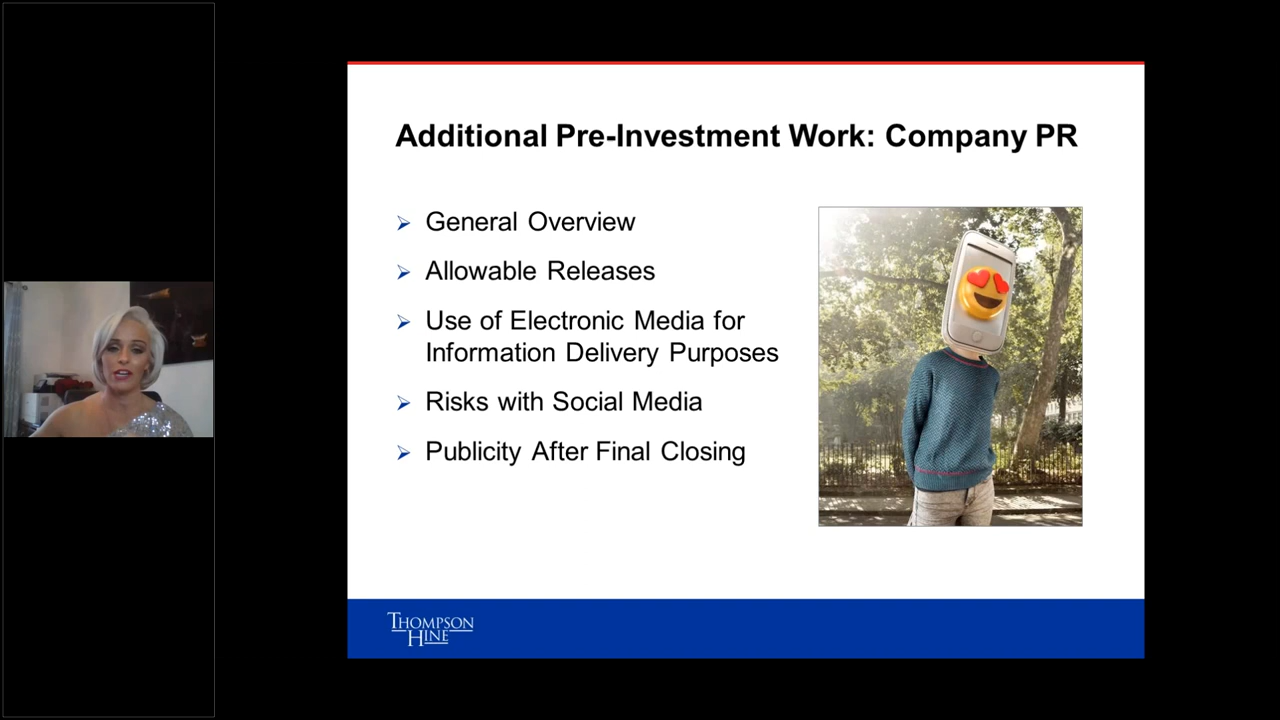 Additional Pre-Investment Work: Company PR
General Overview
Allowable Releases
Use of Electronic Media for
Information Delivery Purposes
Risks with Social Media
Publicity After Final Closing
THOMPSON
HINE